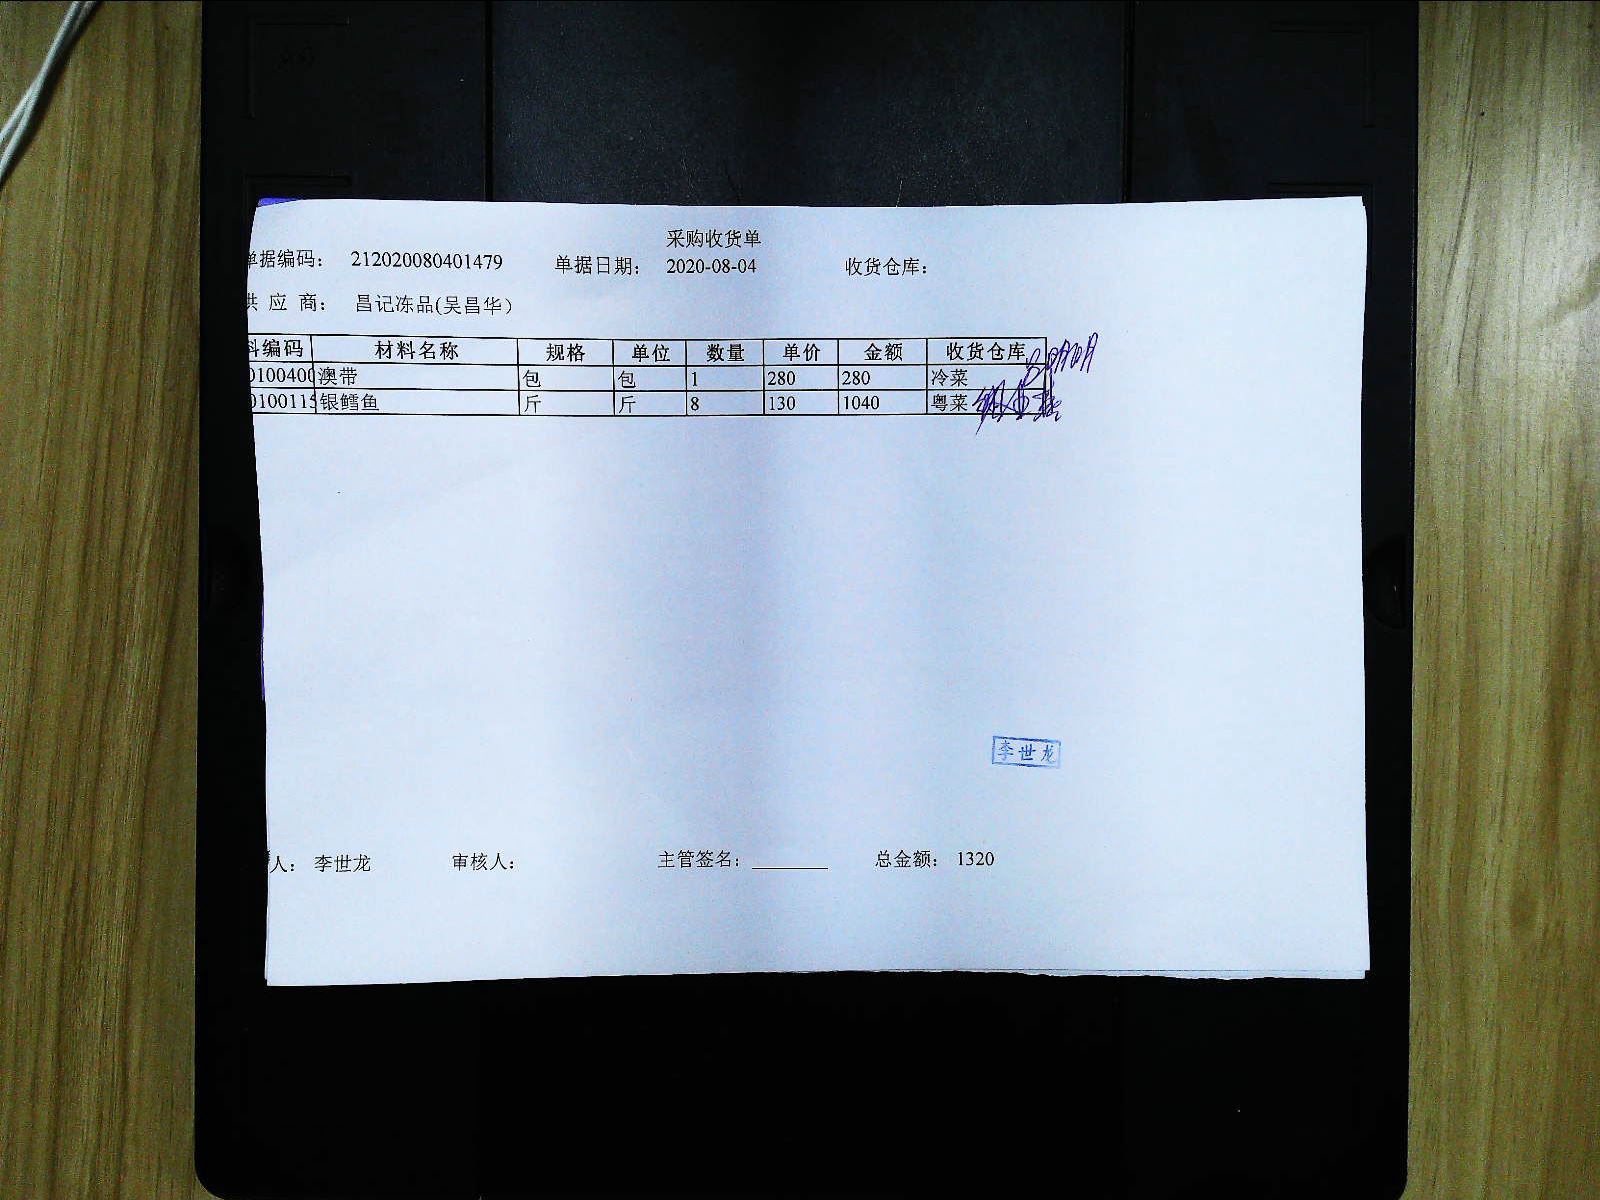 采购收货单
单据编码： 212020080401479 单据日期： 2020-08-04 收货仓库：
供 应 商： 昌记冻品(吴昌华）
料编码 材料名称 规格 单位 数量 单价 金额 收货仓库
0100400 澳带 包 包 1 280 280 冷菜
0100115 银鳕鱼 斤 斤 8 130 1040 粤菜
李世龙
人： 李世龙 审核人： 主管签名： 总金额： 1320